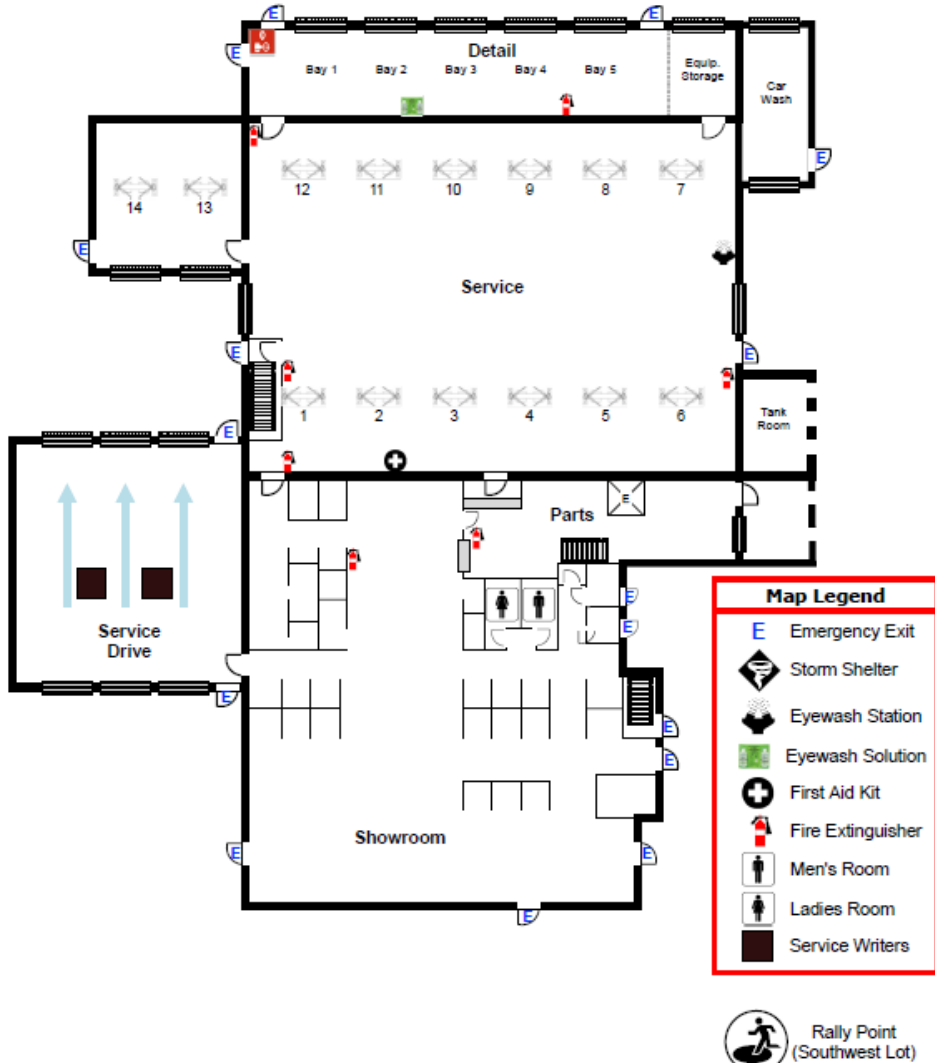 E
E
E
Detail
Bay 1
Bay 2
Bay 3
Bay 4
Bay 5
Equip.
Storage
Car
Wash
E
12
11
10
9
8
7
14
13
E
Service
E
E
1
2
3
4
5
6
Tank
Room
E
E
Parts
Service
Drive
E
E
E
E
E
Showroom
E
E
E
Map Legend
E Emergency Exit
Storm Shelter
Eyewash Station
Eyewash Solution
First Aid Kit
Fire Extinguisher
Men's Room
Ladies Room
Service Writers
Rally Point
(Southwest Lot)